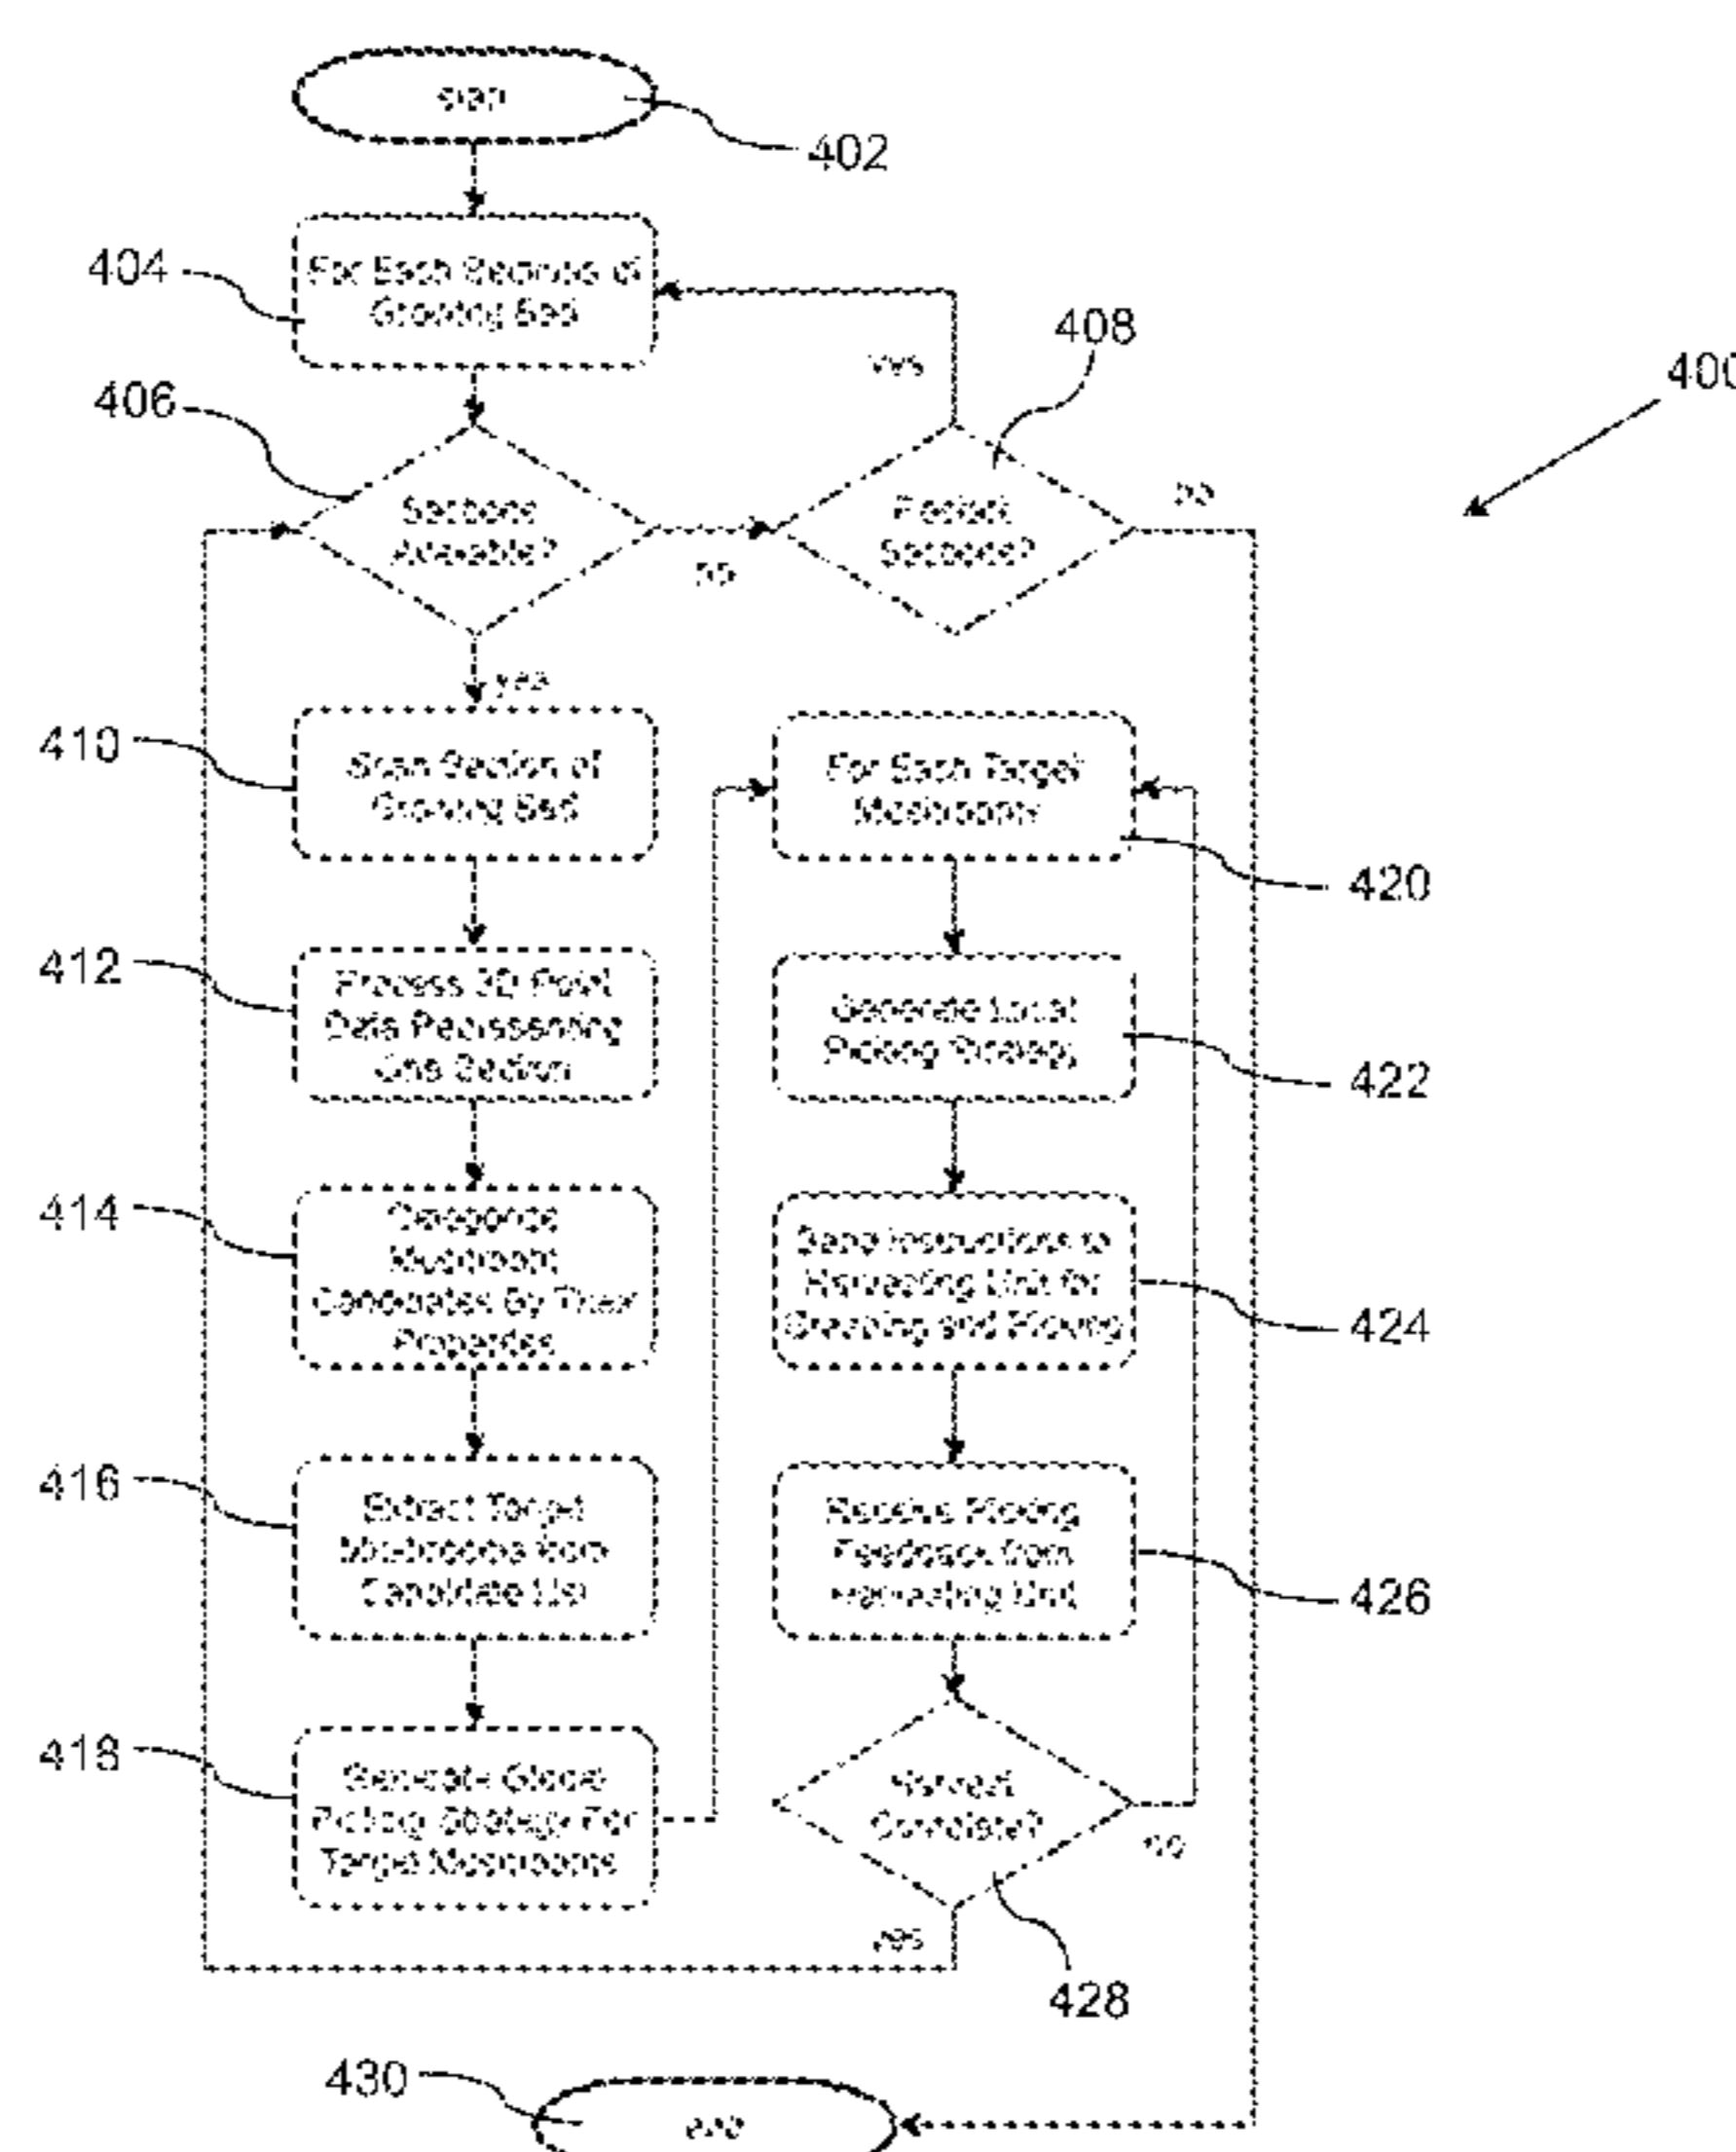 402
404
For Each Section of
Growing Bed
408
yes
400
406
Sections
Available?
no
no
Sections?
yes
410
Scan Section of
Growing Bed
For Each Target
Mushrooms
420
412
Process 3D Point
Data Representing
One Section
Generate Local
Picking Strategy
422
414
Mushroom
Candidates By Their
Properties
Send Instructions to
Harvesting Unit for
Grasping and Picking
424
416
Extract Target
Mushrooms from
Candidate List
Receive Picking
Feedback from
Harvesting Unit
426
418
Generate Global
Picking Strategy For
Target Mushrooms
Harvest
Complete?
no
yes
428
430
end